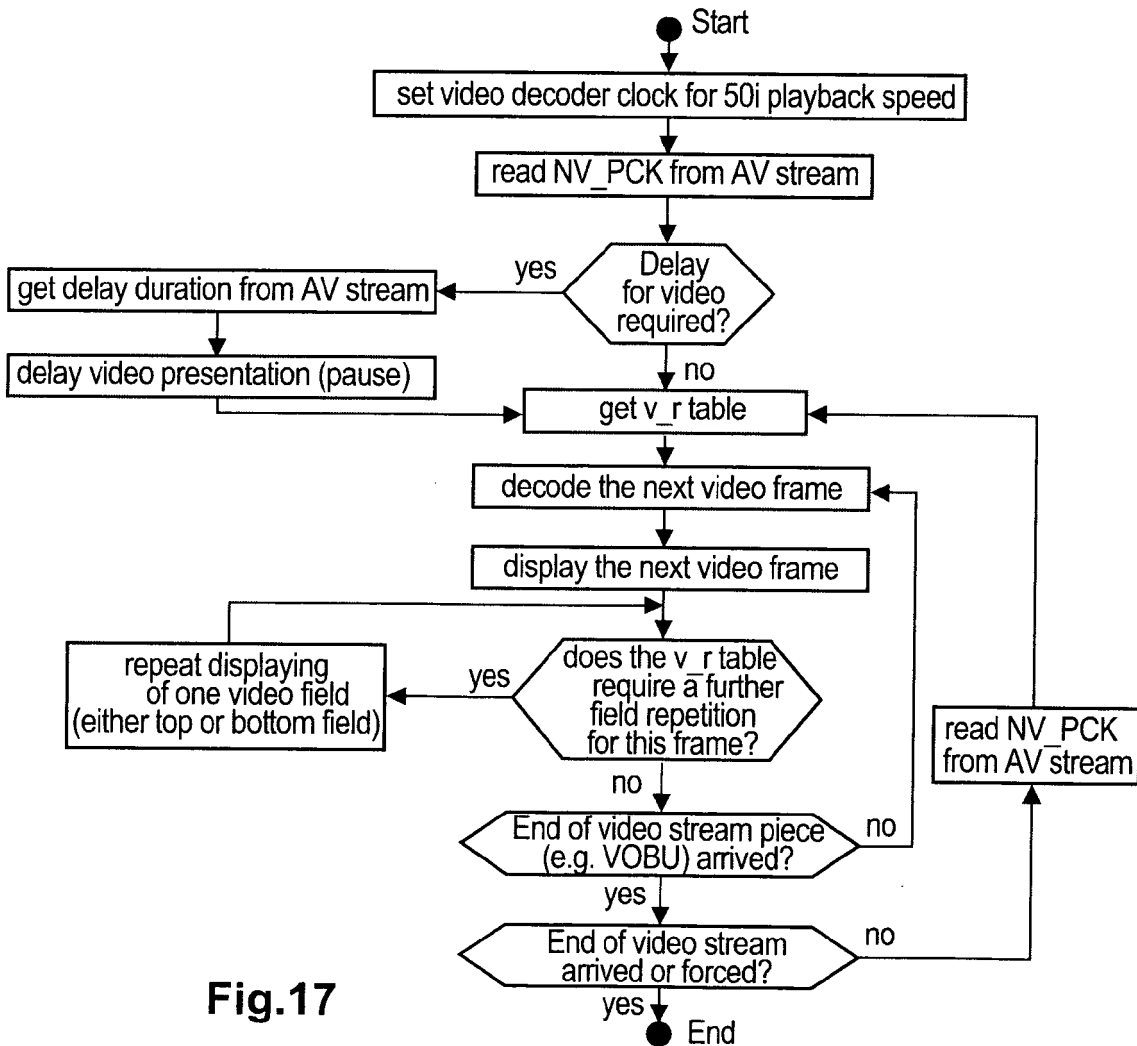 Start
set video decoder clock for 50i playback speed
read NV_PCK from AV stream
Delay
for video
required?
yes
get delay duration from AV stream
delay video presentation (pause)
no
get v_r table
decode the next video frame
display the next video frame
does the v_r table
require a further
field repetition
for this frame?
yes
repeat displaying
of one video field
(either top or bottom field)
no
read NV_PCK
from AV stream
End of video stream piece
(e.g. VOBU) arrived?
no
yes
End of video stream
arrived or forced?
no
yes
End
Fig.17